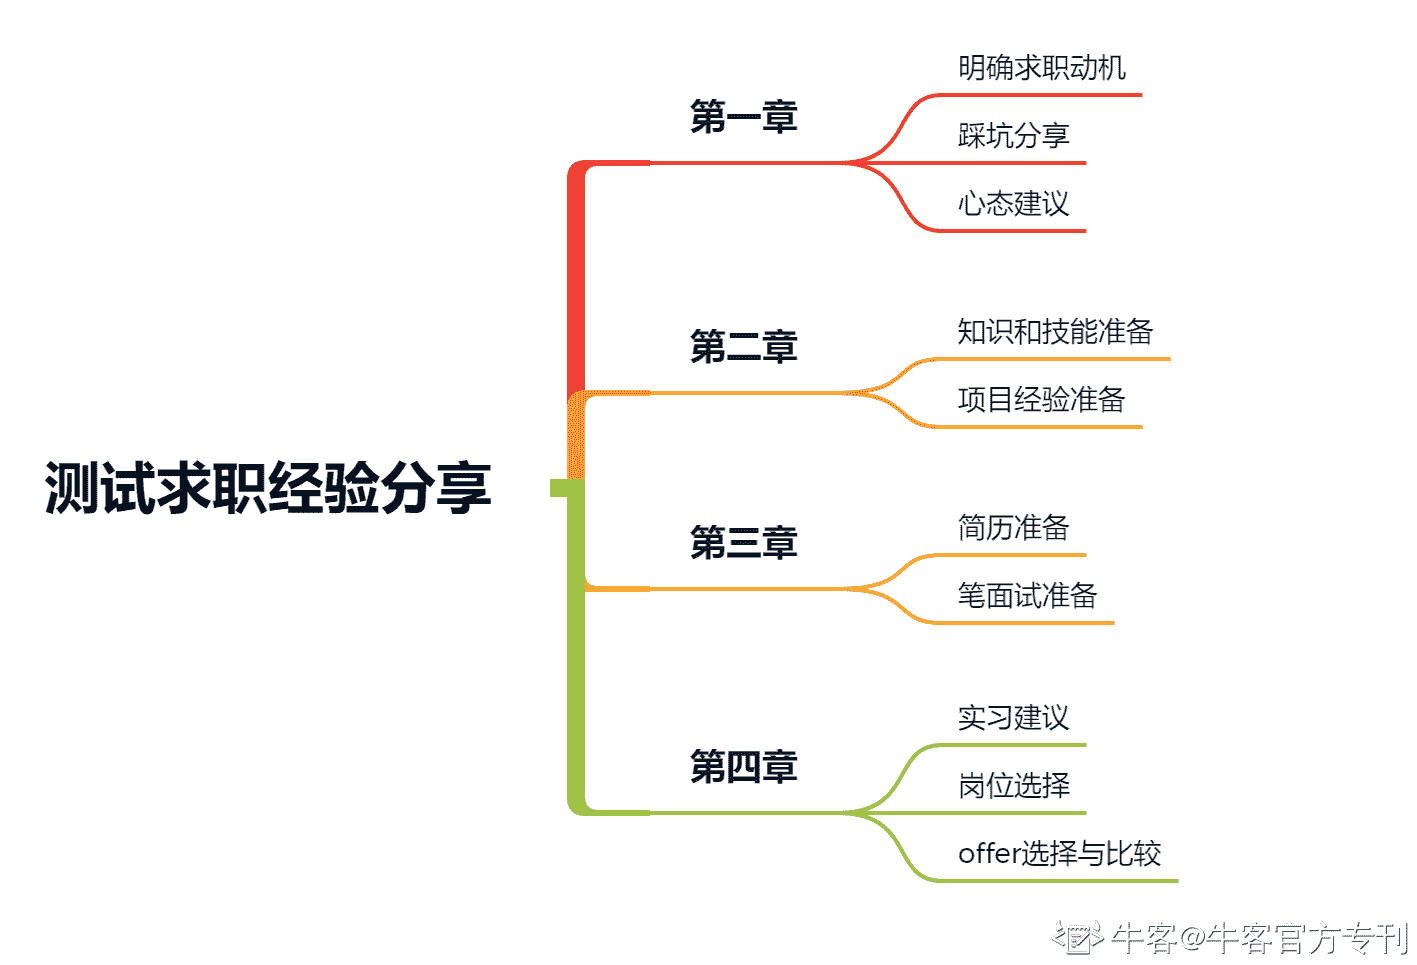 测试求职经验分享
第一章
明确求职动机
踩坑分享
心态建议
第二章
知识和技能准备
项目经验准备
第三章
简历准备
笔面试准备
第四章
实习建议
岗位选择
offer选择与比较
牛客@牛客官方专刊